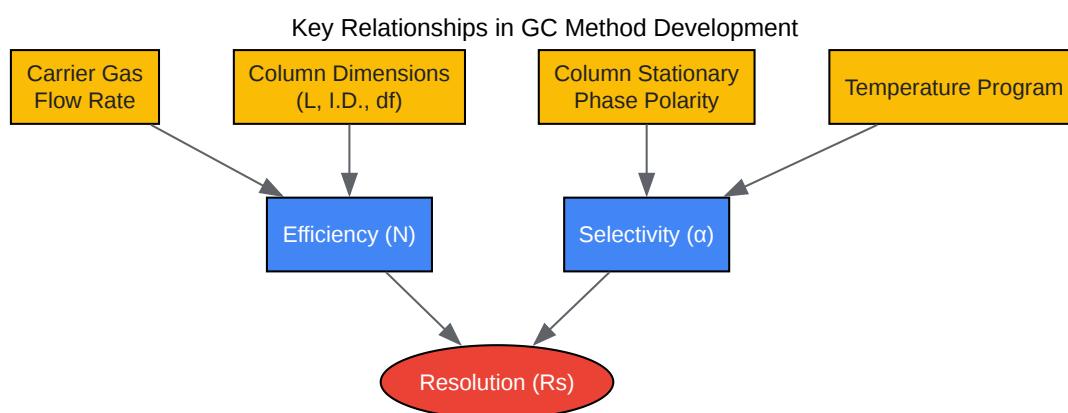 Key Relationships in GC Method Development
Carrier Gas
Flow Rate
Column Dimensions
(L, I.D., df)
Column Stationary
Phase Polarity
Temperature Program
Efficiency (N)
Selectivity (α)
Resolution (Rs)